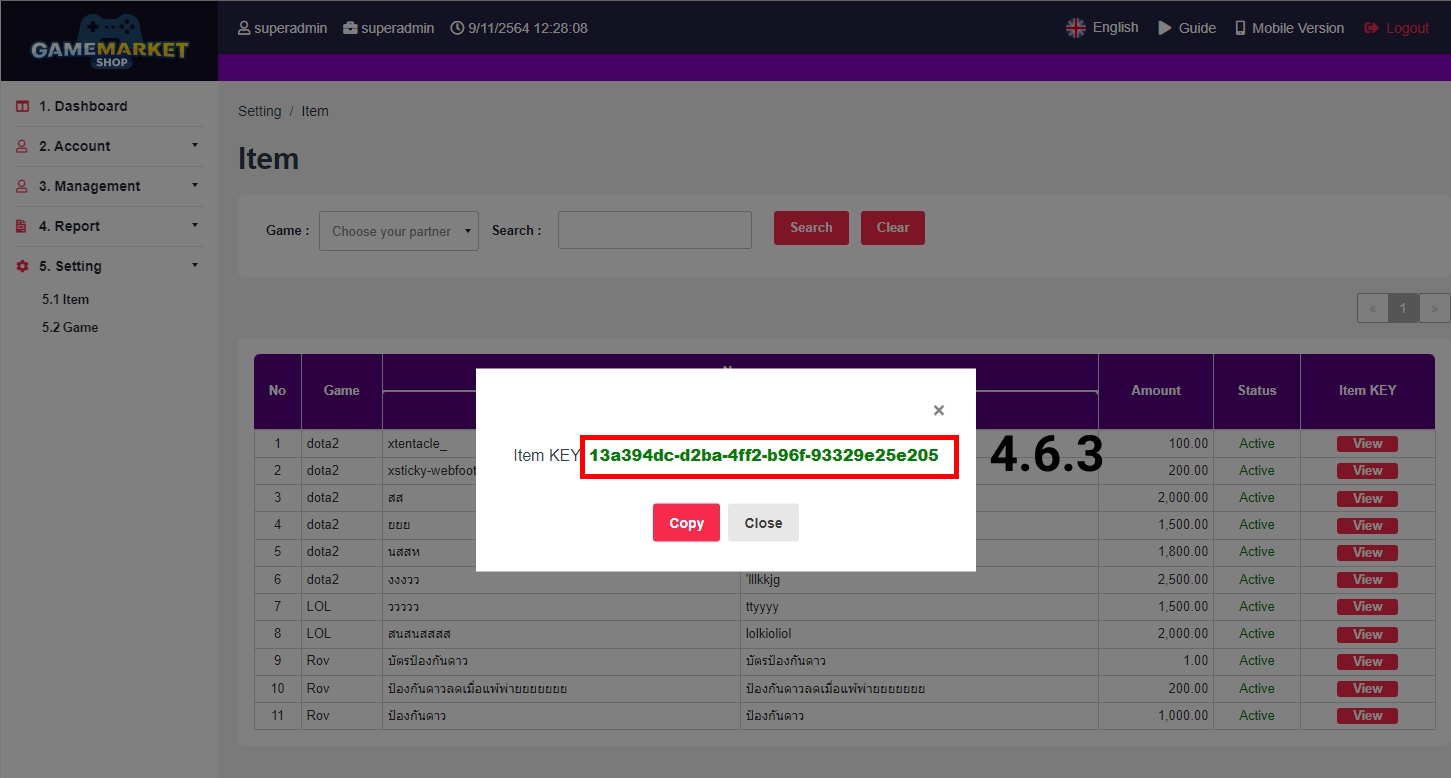 GAMEMARKET
SHOP
superadmin superadmin 9/11/2564 12:28:08 English Guide Mobile Version Logout
1. Dashboard
2. Account
3. Management
4. Report
5. Setting
5.1 Item
5.2 Game
Setting / Item
Item
Game : Choose your partner Search : Search Clear
« 1 »
No Game Amount Status Item KEY
×
Item KEY 13a394dc-d2ba-4ff2-b96f-93329e25e205
Copy Close
4.6.3
1 dota2 xtentacle_ 100.00 Active View
2 dota2 xsticky-webfoot 200.00 Active View
3 dota2 สส 2,000.00 Active View
4 dota2 ยยย 1,500.00 Active View
5 dota2 นสสห 1,800.00 Active View
6 dota2 งงงวว 'lllkkjg 2,500.00 Active View
7 LOL ววววว ttyyyy 1,500.00 Active View
8 LOL สนสนสสสส lolkioliol 2,000.00 Active View
9 Rov บัตรป้องกันดาว บัตรป้องกันดาว 1.00 Active View
10 Rov ป้องกันดาวลดเมื่อแพ้พ่ายยยยยยย ป้องกันดาวลดเมื่อแพ้พ่ายยยยยยย 200.00 Active View
11 Rov ป้องกันดาว ป้องกันดาว 1,000.00 Active View